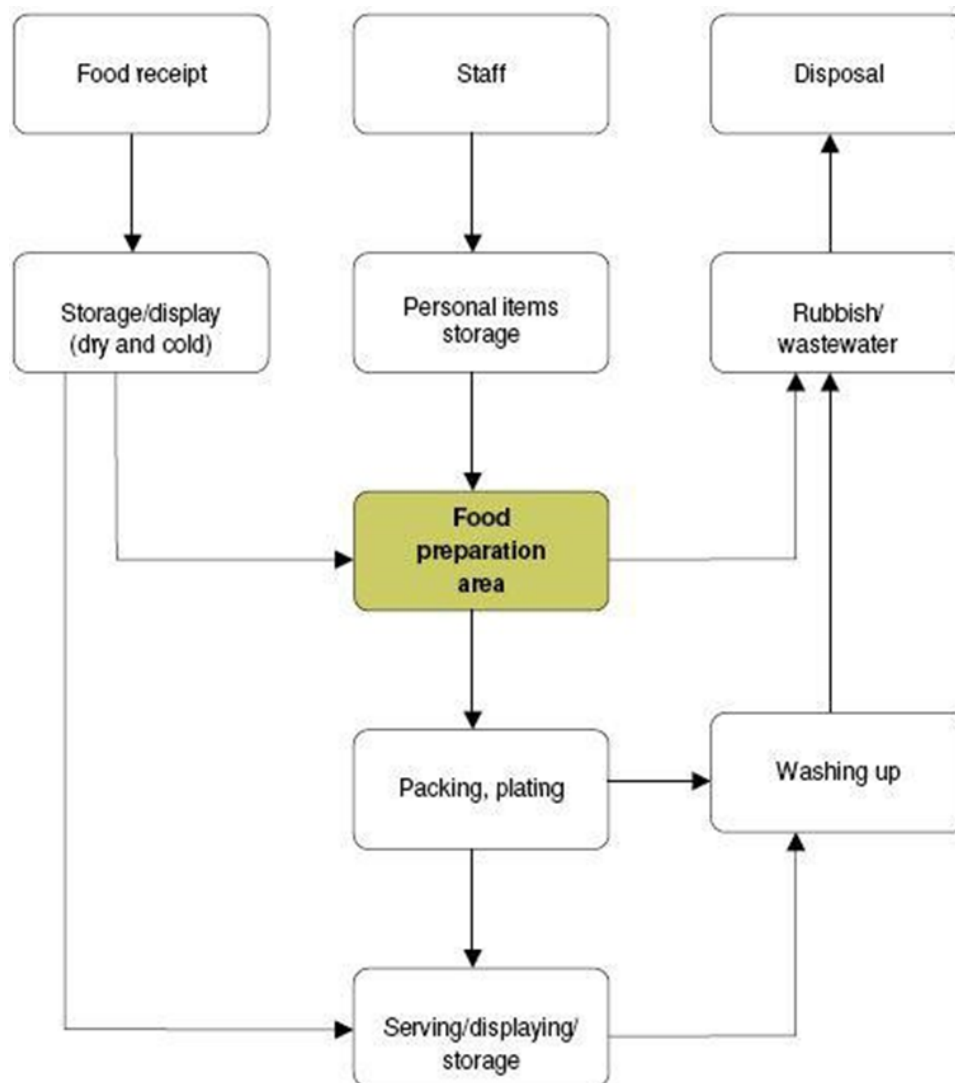 Food receipt
Staff
Disposal
Storage/display
(dry and cold)
Personal items
storage
Rubbish/
wastewater
Food
preparation
area
Packing, plating
Washing up
Serving/displaying/
storage